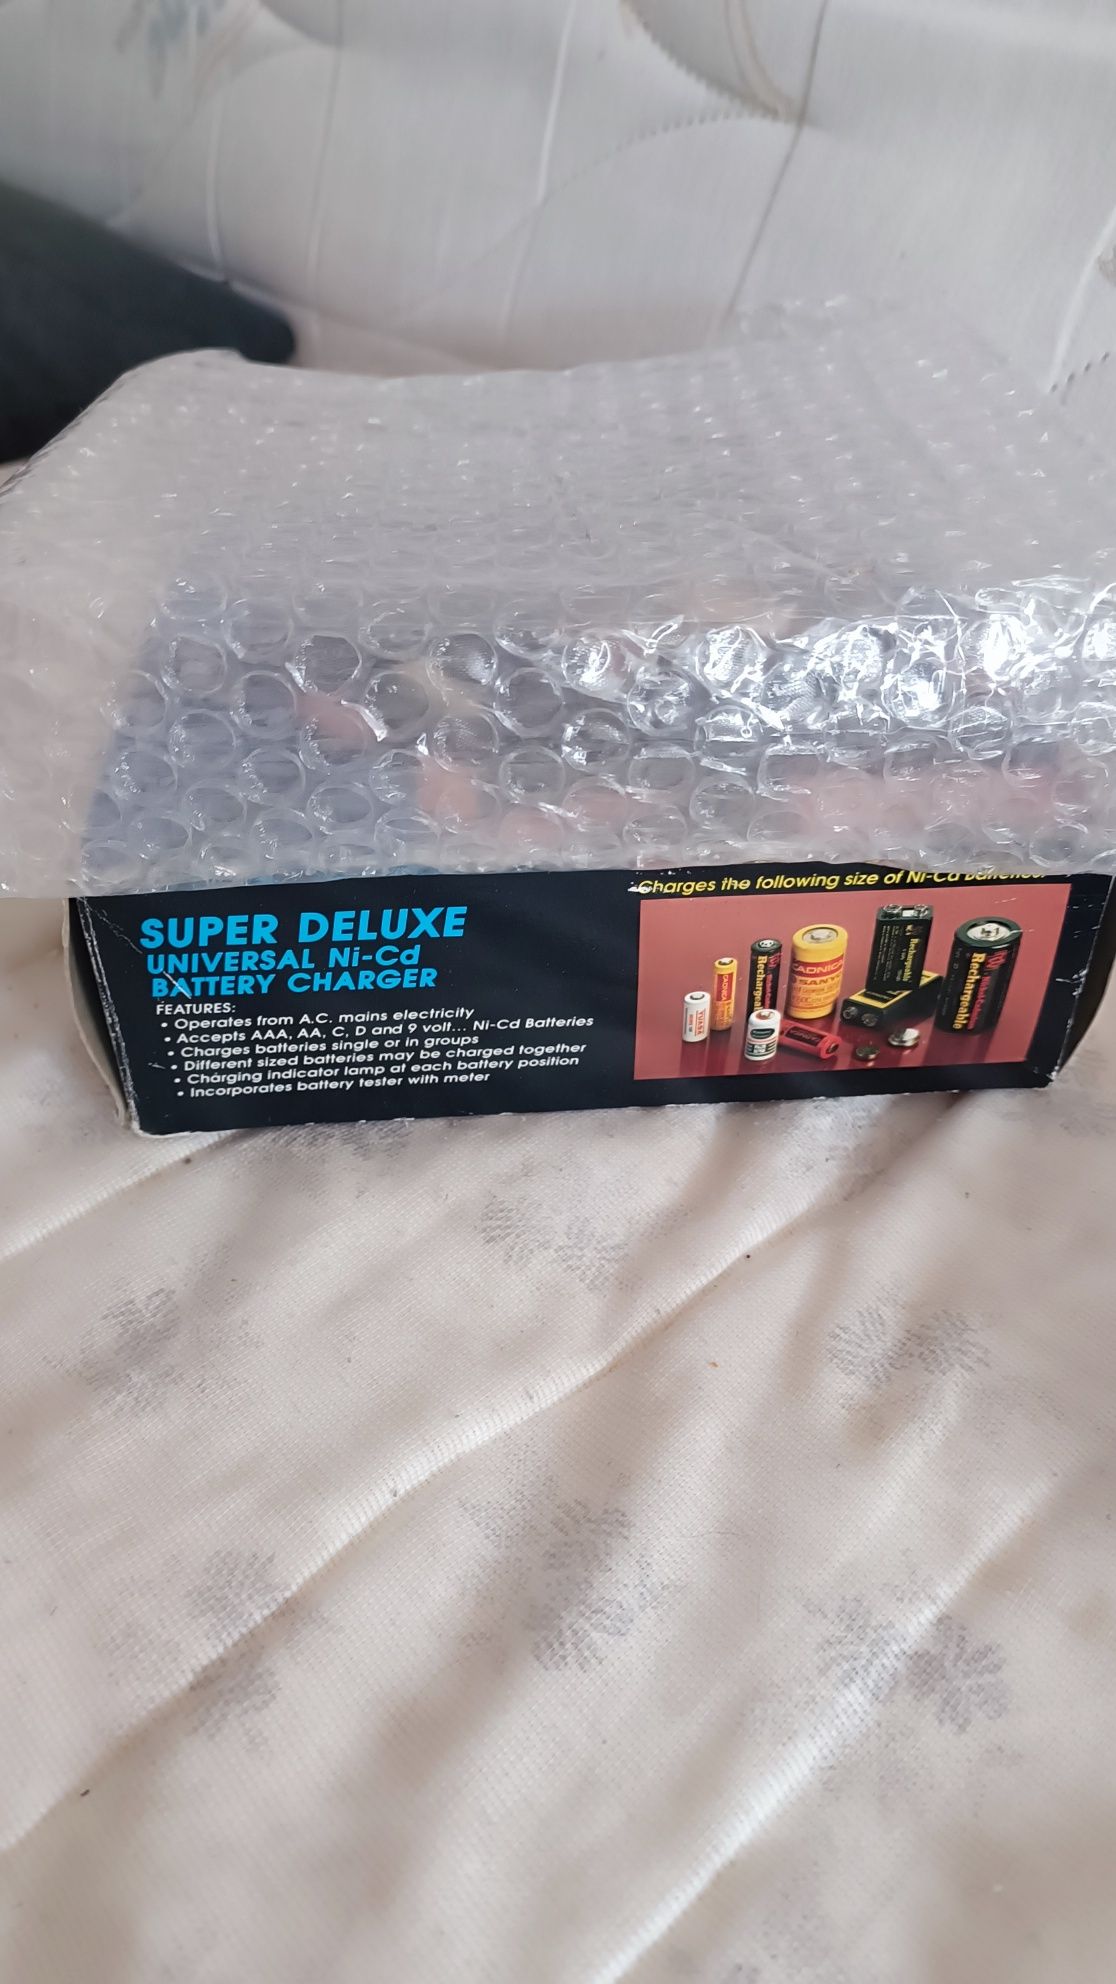 SUPER DELUXE
UNIVERSAL Ni-Cd
BATTERY CHARGER
FEATURES:
• Operates from A.C. mains electricity
• Accepts AAA, AA, C, D and 9 volt... Ni-Cd Batteries
• Charges batteries single or in groups
• Different sized batteries may be charged together
• Charging indicator lamp at each battery position
• Incorporates battery tester with meter
Charges the following size of Ni-Cd Batteries:
CADNICA
SANYO
Rechargeable
Rechargeable
Rechargeable